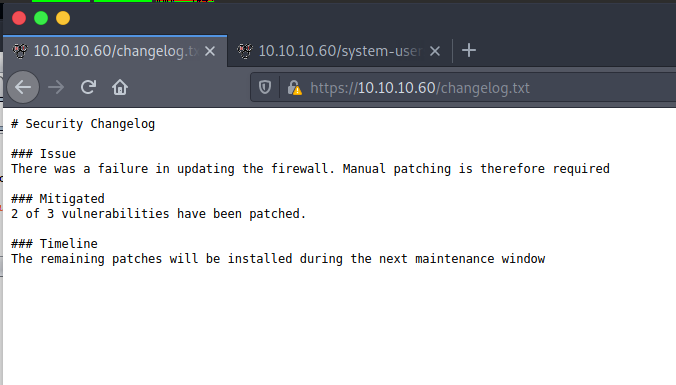 10.10.10.60/changelog.tx
10.10.10.60/system-user
https://10.10.10.60/changelog.txt
# Security Changelog
### Issue
There was a failure in updating the firewall. Manual patching is therefore required
### Mitigated
2 of 3 vulnerabilities have been patched.
### Timeline
The remaining patches will be installed during the next maintenance window